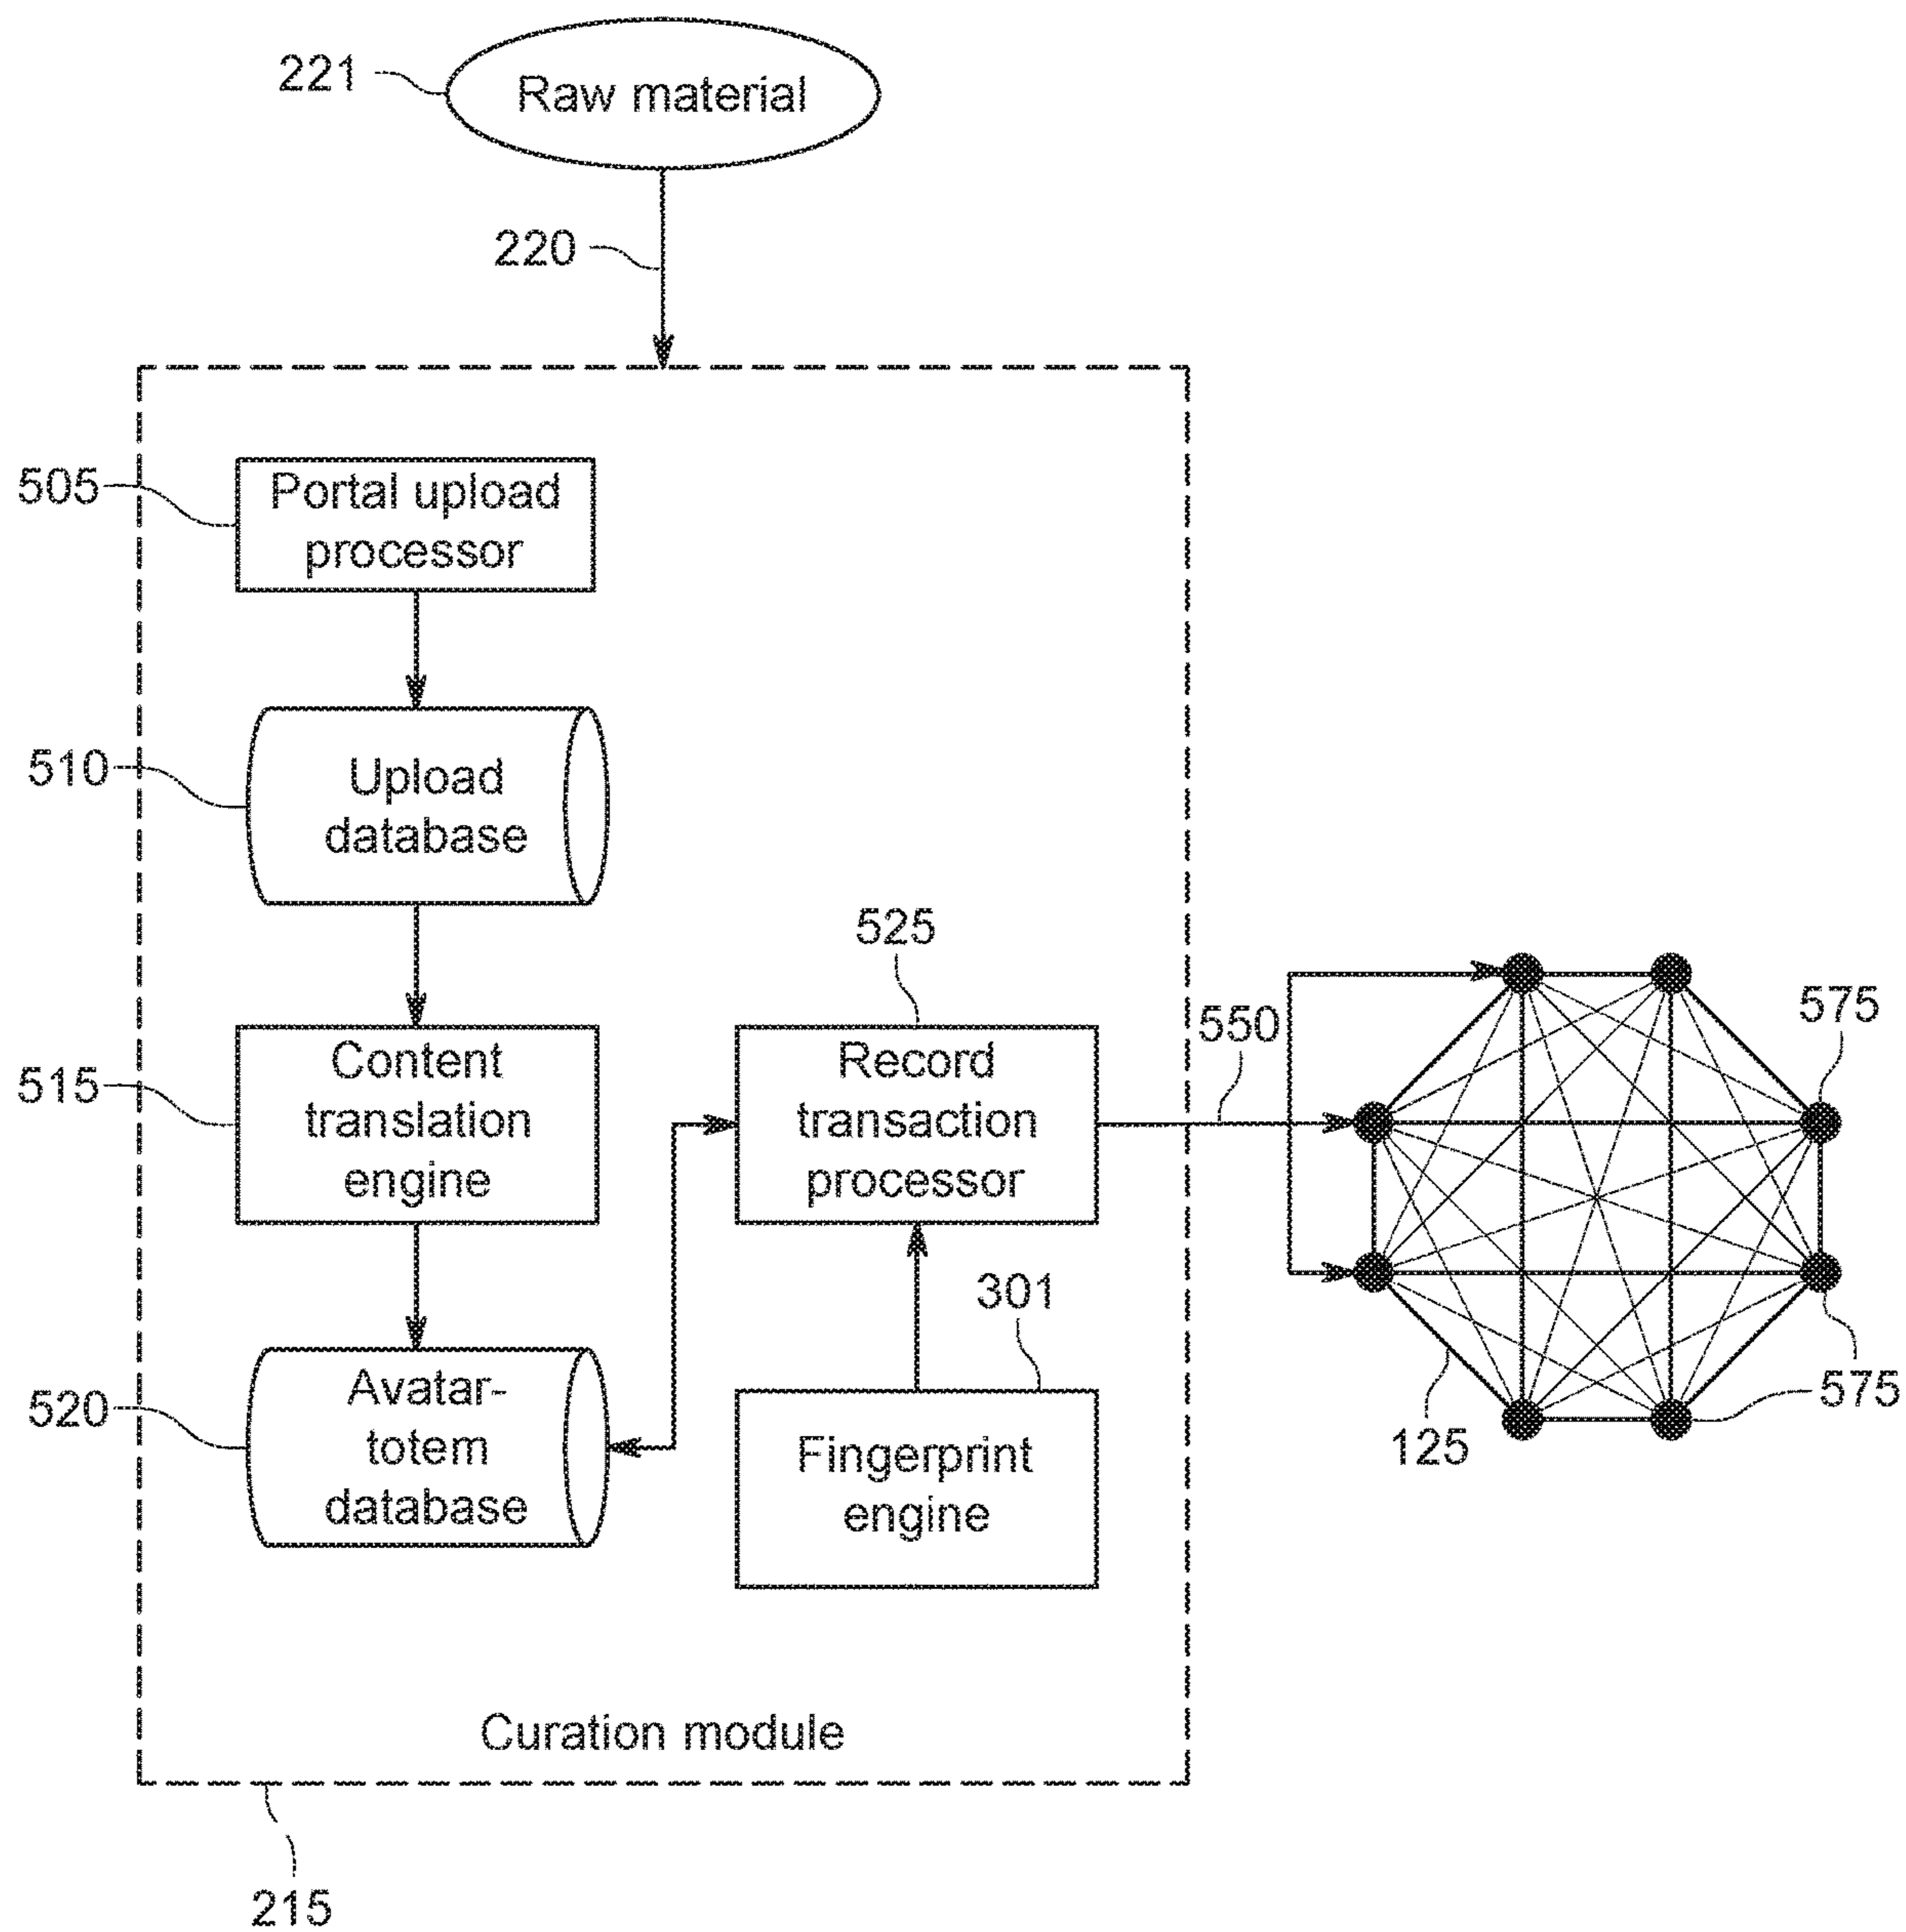 221
Raw material
220
505
Portal upload
processor
510
Upload
database
525
550
575
515
Content
translation
engine
Record
transaction
processor
301
520
Avatar-
totem
database
Fingerprint
engine
575
125
Curation module
215